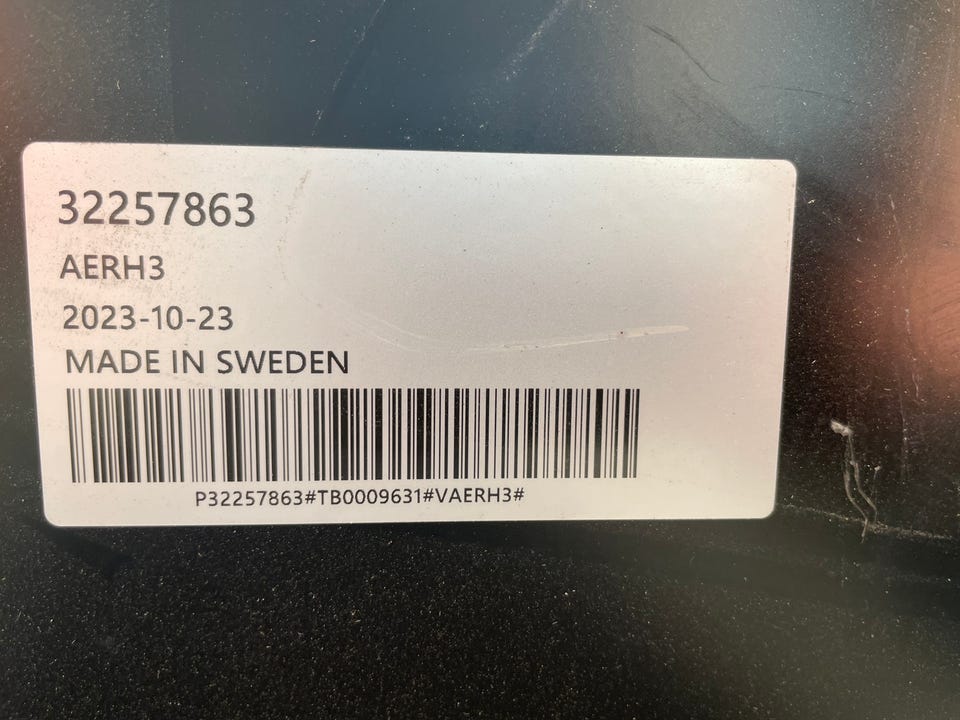 32257863
AERH3
2023-10-23
MADE IN SWEDEN
P32257863#TB0009631#VAERH3#